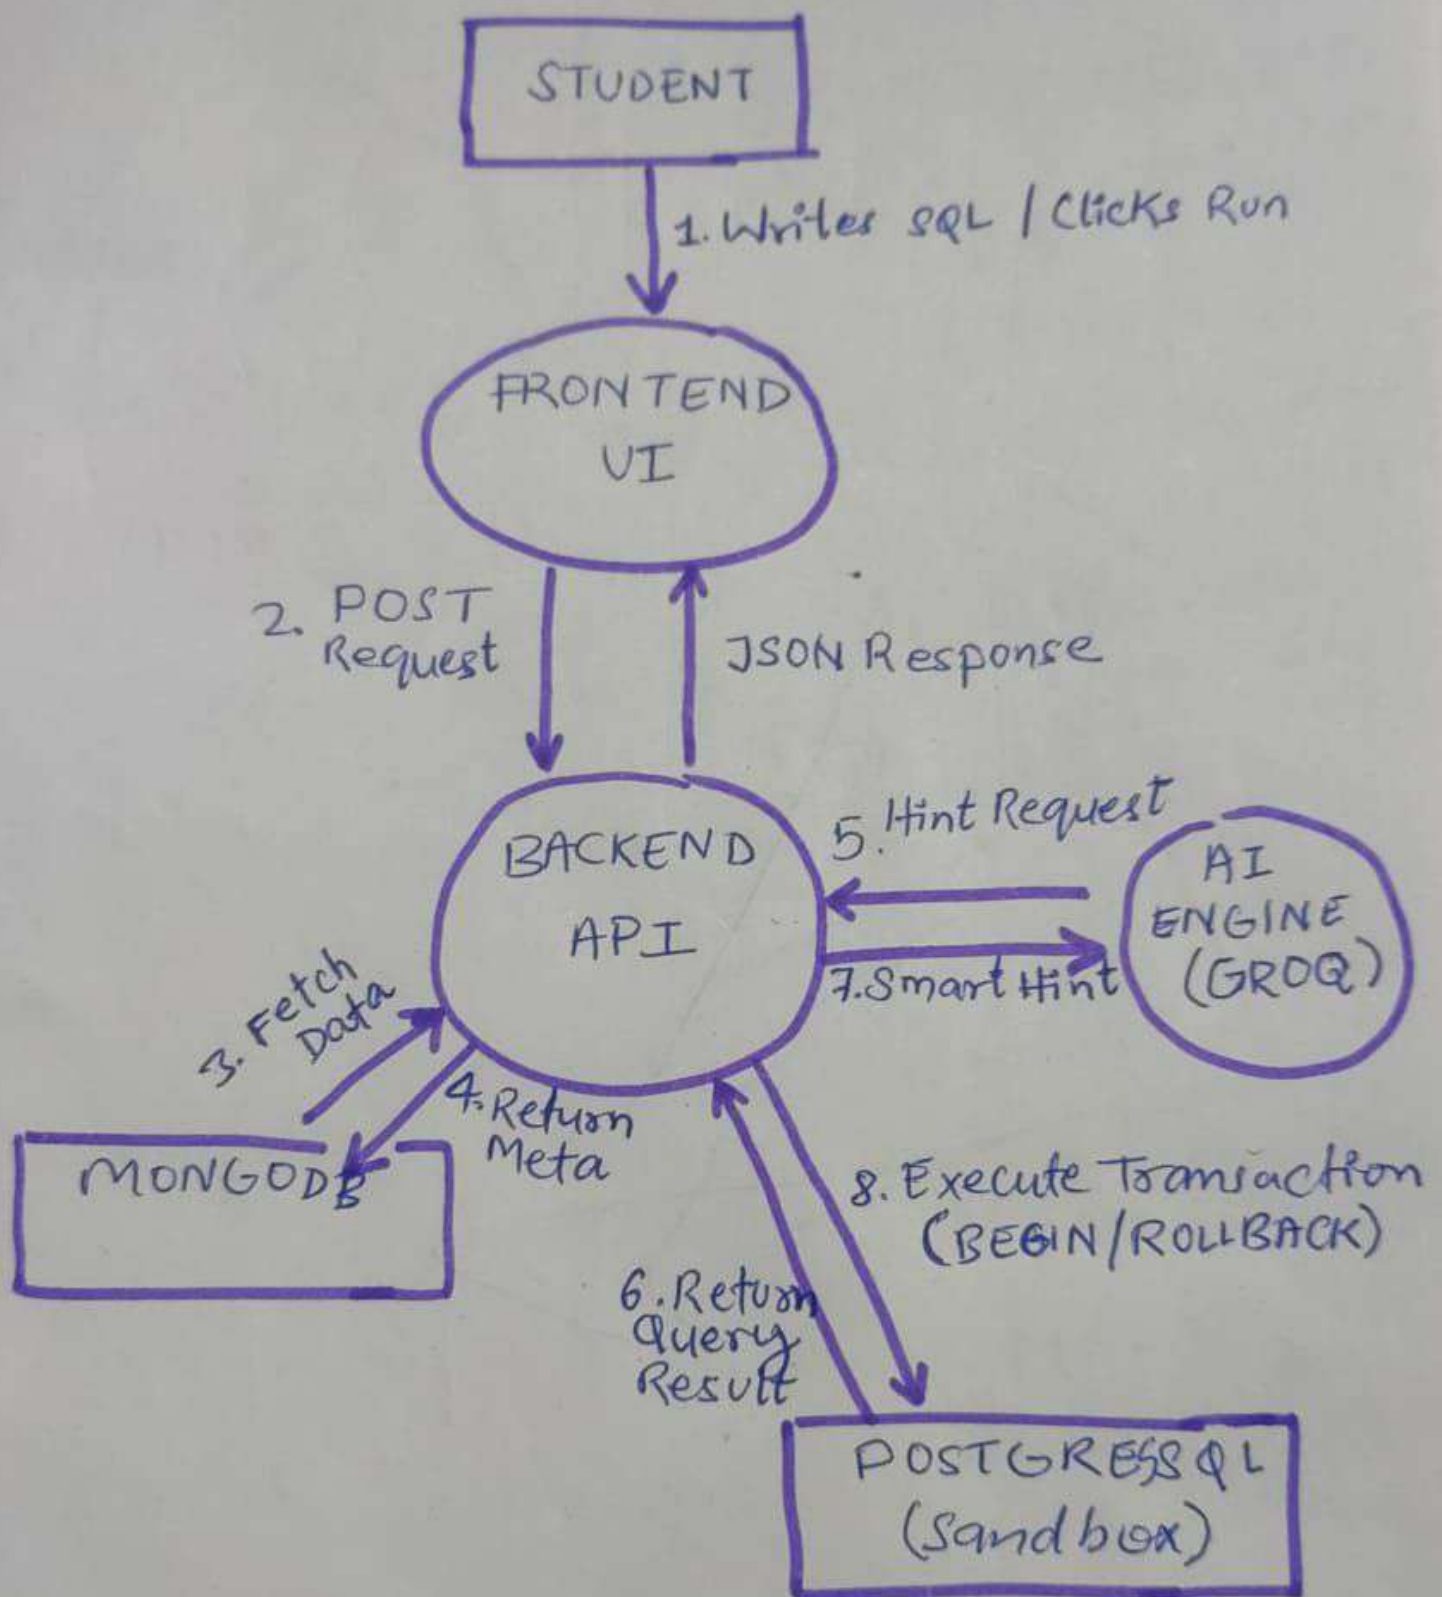 STUDENT
1. Writes SQL / Clicks Run
FRONTEND
UI
2. POST
Request
JSON Response
BACKEND
API
5. Hint Request
AI
ENGINE
(GROQ)
7. Smart Hint
3. Fetch
Data
4. Return
Meta
MONGODB
8. Execute Transaction
(BEGIN/ROLLBACK)
6. Return
Query
Result
POSTGRESSQL
(Sandbox)